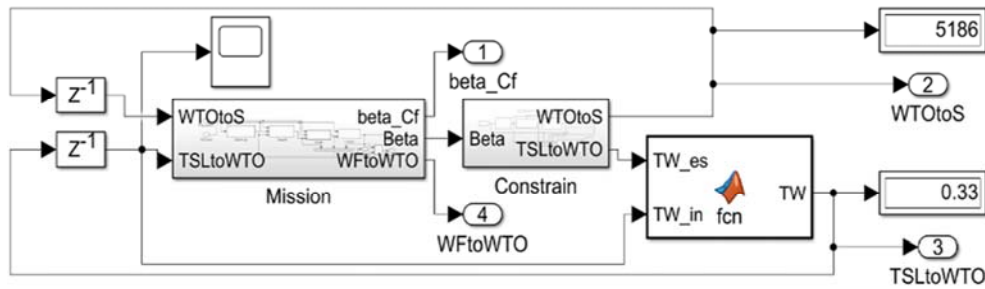 5186
1
beta_Cf
2
WTOtoS
Z-1
Z-1
WTOtoS
TSLtoWTO
beta_Cf
Beta
WFtoWTO
Mission
Beta
WTOtoS
TSLtoWTO
Constrain
TW_es
TW_in
fcn
TW
0.33
4
WFtoWTO
3
TSLtoWTO